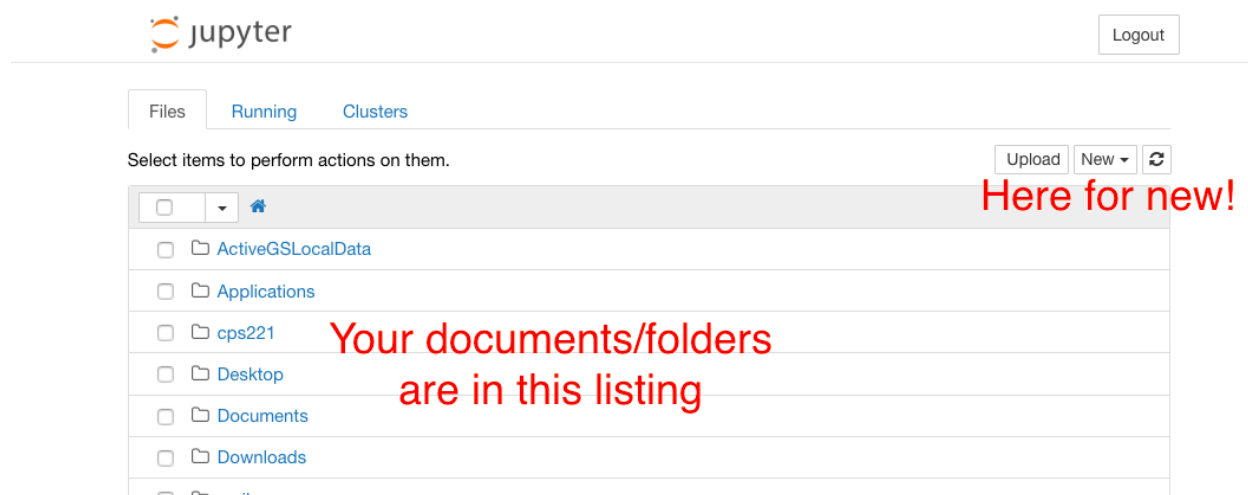 jupyter
Logout
Files Running Clusters
Select items to perform actions on them.
Upload New
Here for new!
ActiveGSLocalData
Applications
cps221
Your documents/folders
Desktop
are in this listing
Documents
Downloads